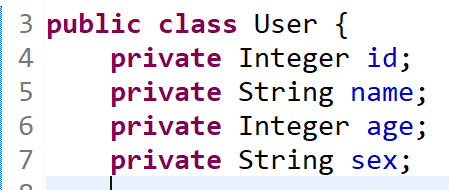 3 public class User {
4     private Integer id;
5     private String name;
6     private Integer age;
7     private String sex;